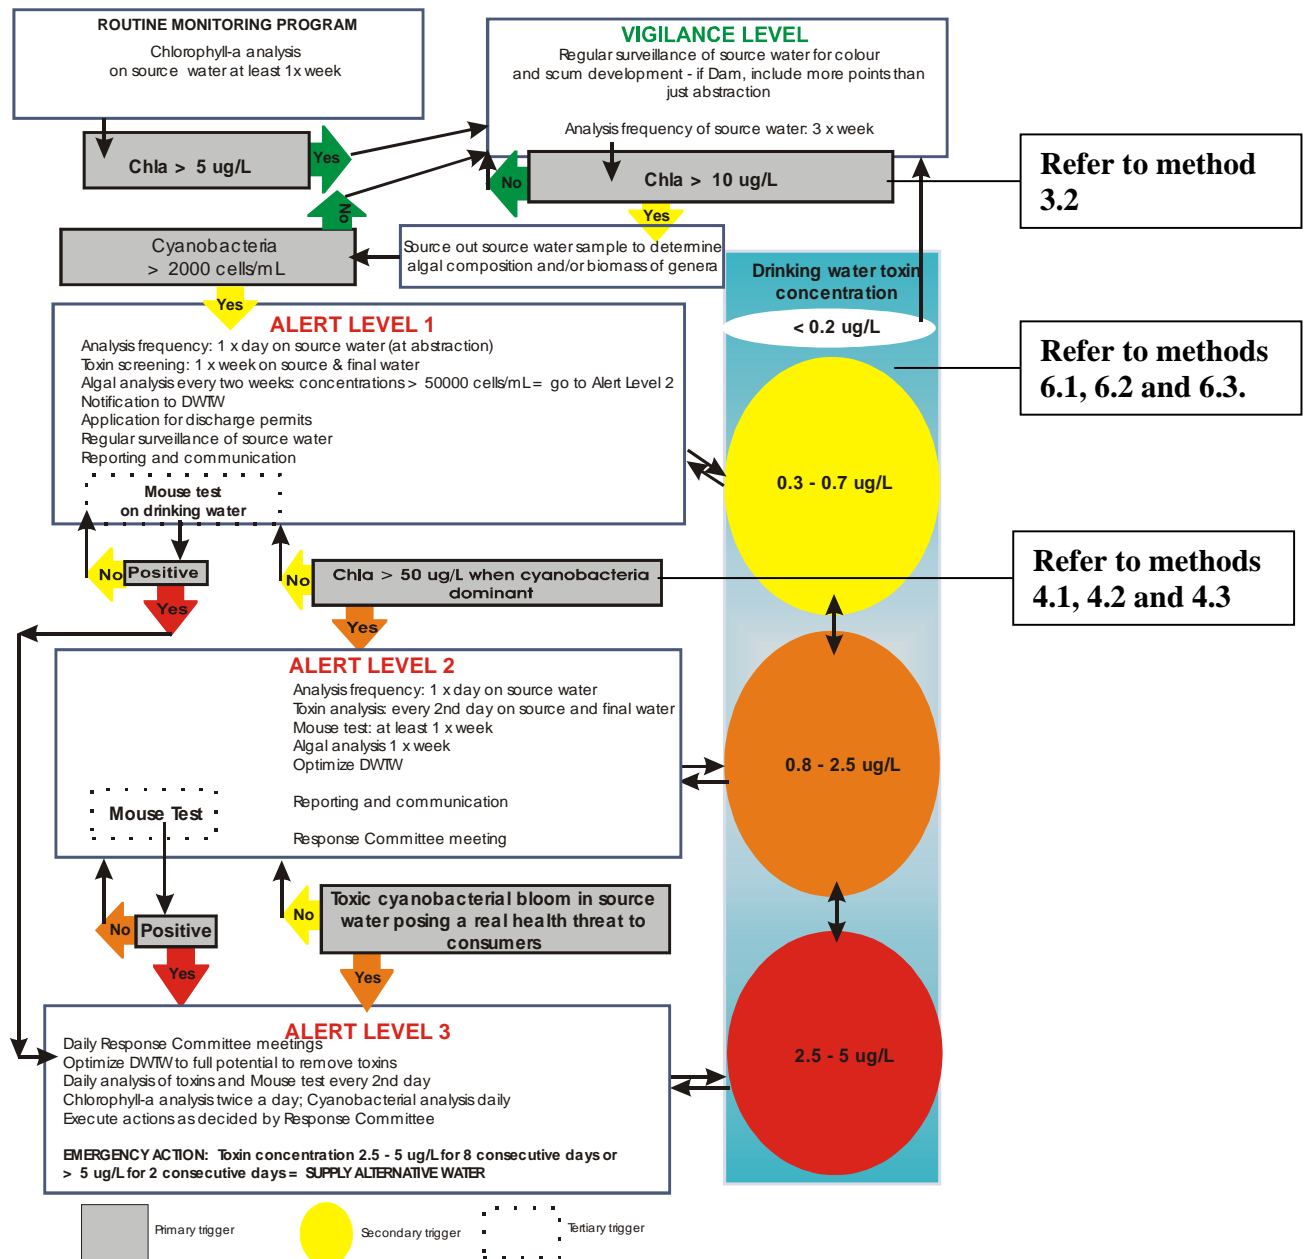 ROUTINE MONITORING PROGRAM
Chlorophyll-a analysis
on source water at least 1x week
Chla > 5 ug/L
Yes
VIGILANCE LEVEL
Regular surveillance of source water for colour
and scum development - if Dam, include more points than
just abstraction
Analysis frequency of source water: 3 x week
No
Chla > 10 ug/L
Yes
Refer to method
3.2
No
Cyanobacteria
> 2000 cells/mL
Yes
Source out source water sample to determine
algal composition and/or biomass of genera
Drinking water toxin
concentration
< 0.2 ug/L
Refer to methods
6.1, 6.2 and 6.3.
ALERT LEVEL 1
Analysis frequency: 1 x day on source water (at abstraction)
Toxin screening: 1 x week on source & final water
Algal analysis every two weeks: concentrations > 50000 cells/mL = go to Alert Level 2
Notification to DWTW
Application for discharge permits
Regular surveillance of source water
Reporting and communication
Mouse test
on drinking water
0.3 - 0.7 ug/L
No
Positive
Yes
No
Chla > 50 ug/L when cyanobacteria
dominant
Yes
Refer to methods
4.1, 4.2 and 4.3
ALERT LEVEL 2
Analysis frequency: 1 x day on source water
Toxin analysis: every 2nd day on source and final water
Mouse test: at least 1 x week
Algal analysis 1 x week
Optimize DWTW
Reporting and communication
Response Committee meeting
Mouse Test
0.8 - 2.5 ug/L
No
Positive
Yes
No
Toxic cyanobacterial bloom in source
water posing a real health threat to
consumers
Yes
ALERT LEVEL 3
Daily Response Committee meetings
Optimize DWTW to full potential to remove toxins
Daily analysis of toxins and Mouse test every 2nd day
Chlorophyll-a analysis twice a day; Cyanobacterial analysis daily
Execute actions as decided by Response Committee
EMERGENCY ACTION: Toxin concentration 2.5 - 5 ug/L for 8 consecutive days or
> 5 ug/L for 2 consecutive days = SUPPLY ALTERNATIVE WATER
2.5 - 5 ug/L
Primary trigger
Secondary trigger
Tertiary trigger